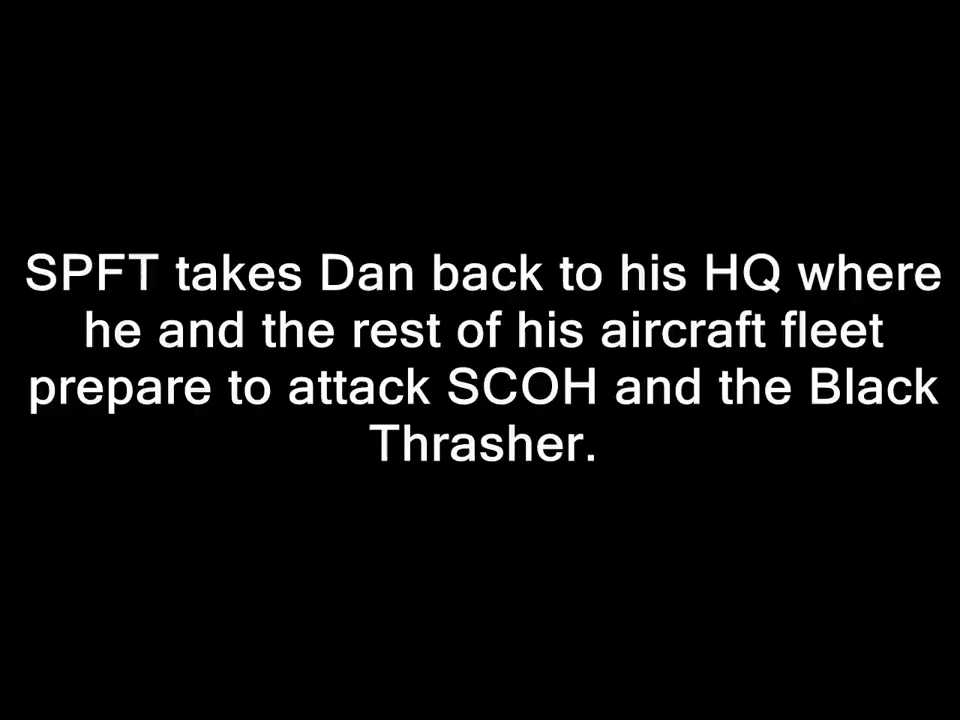 SPFT takes Dan back to his HQ where
he and the rest of his aircraft fleet
prepare to attack SCOH and the Black
Thrasher.